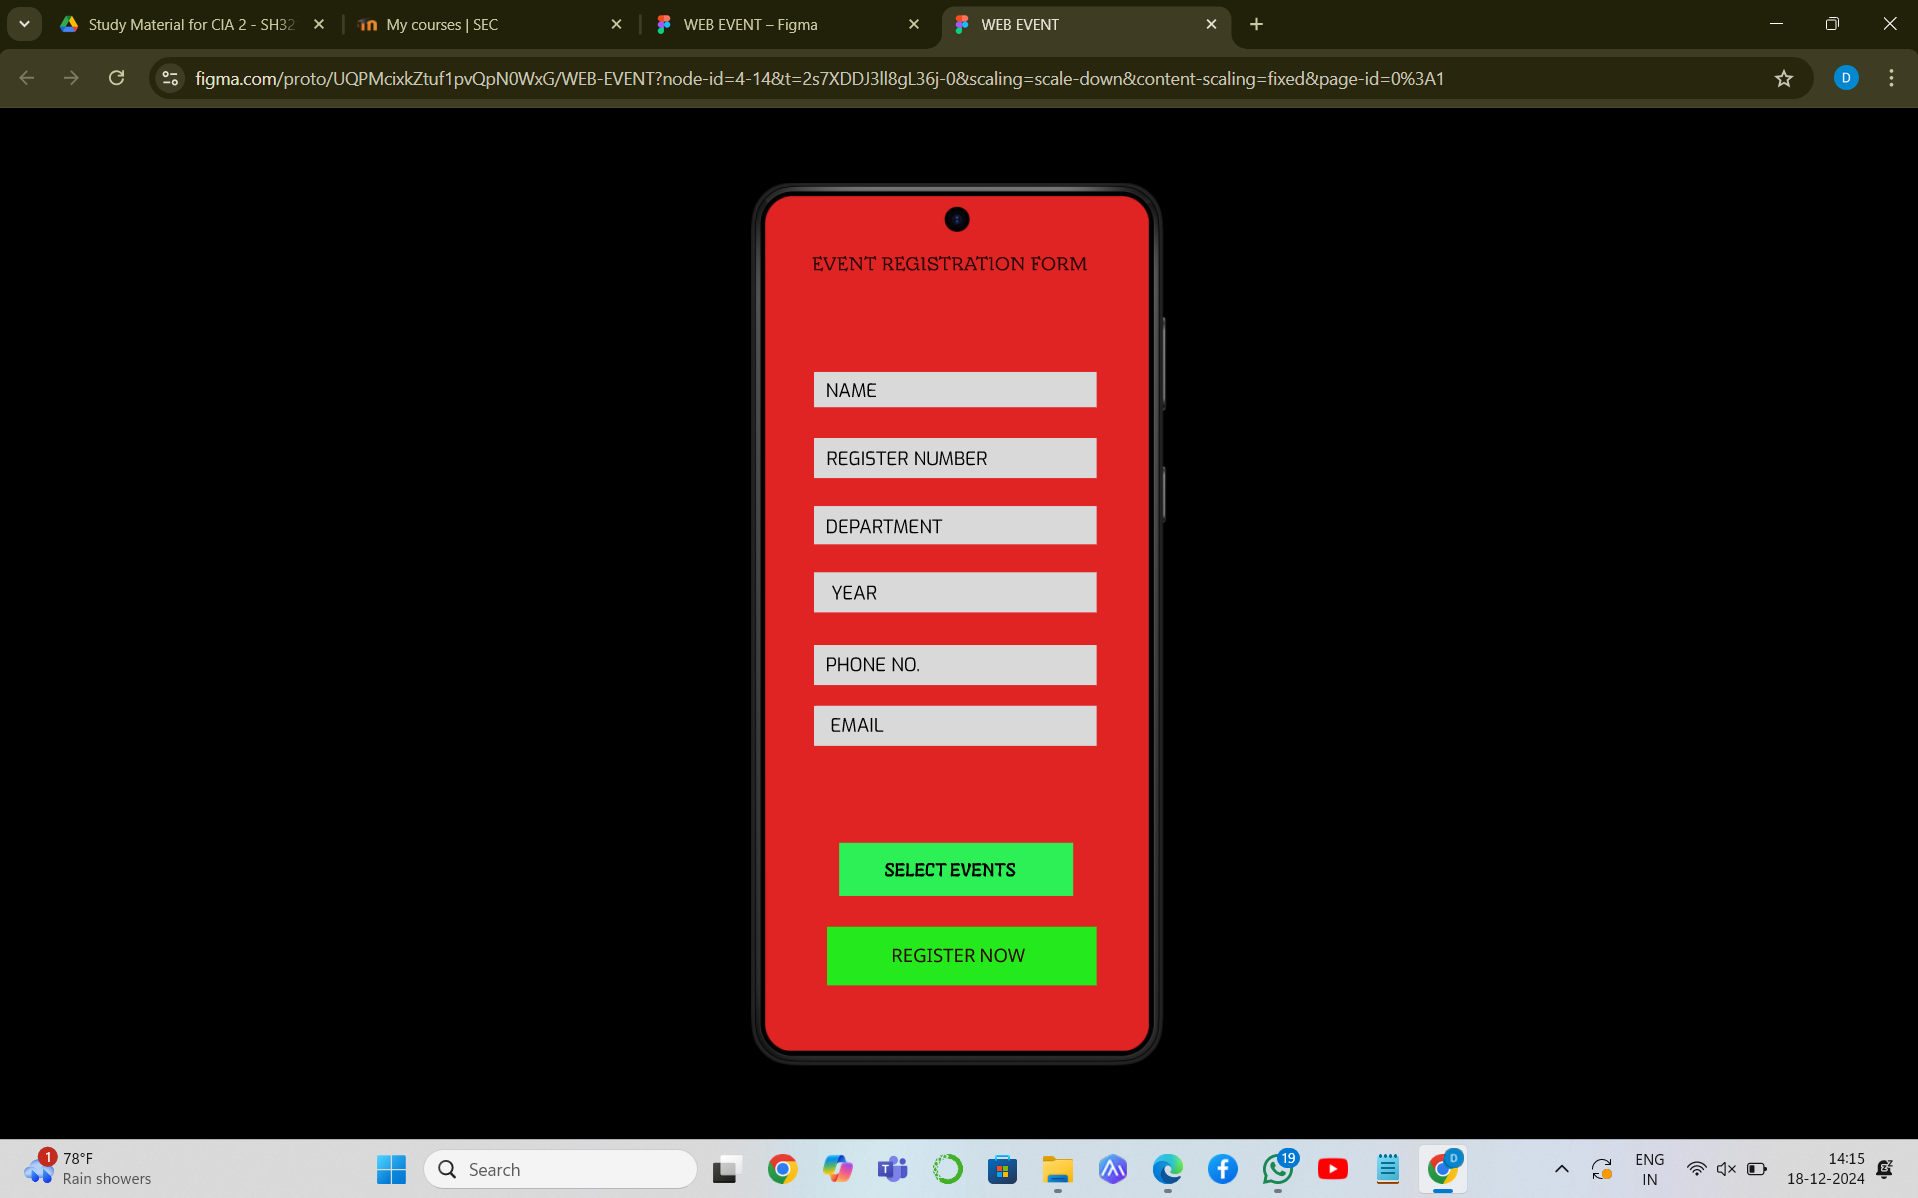 Study Material for CIA 2 - SH32
My courses | SEC
WEB EVENT – Figma
WEB EVENT
figma.com/proto/UQPMcixkZtuf1pvQpN0WxG/WEB-EVENT?node-id=4-14&t=2s7XDDJ3ll8gL36j-0&scaling=scale-down&content-scaling=fixed&page-id=0%3A1
D
EVENT REGISTRATION FORM
NAME
REGISTER NUMBER
DEPARTMENT
YEAR
PHONE NO.
EMAIL
SELECT EVENTS
REGISTER NOW
1
78°F
Rain showers
Search
19
D
ENG
IN
14:15
18-12-2024